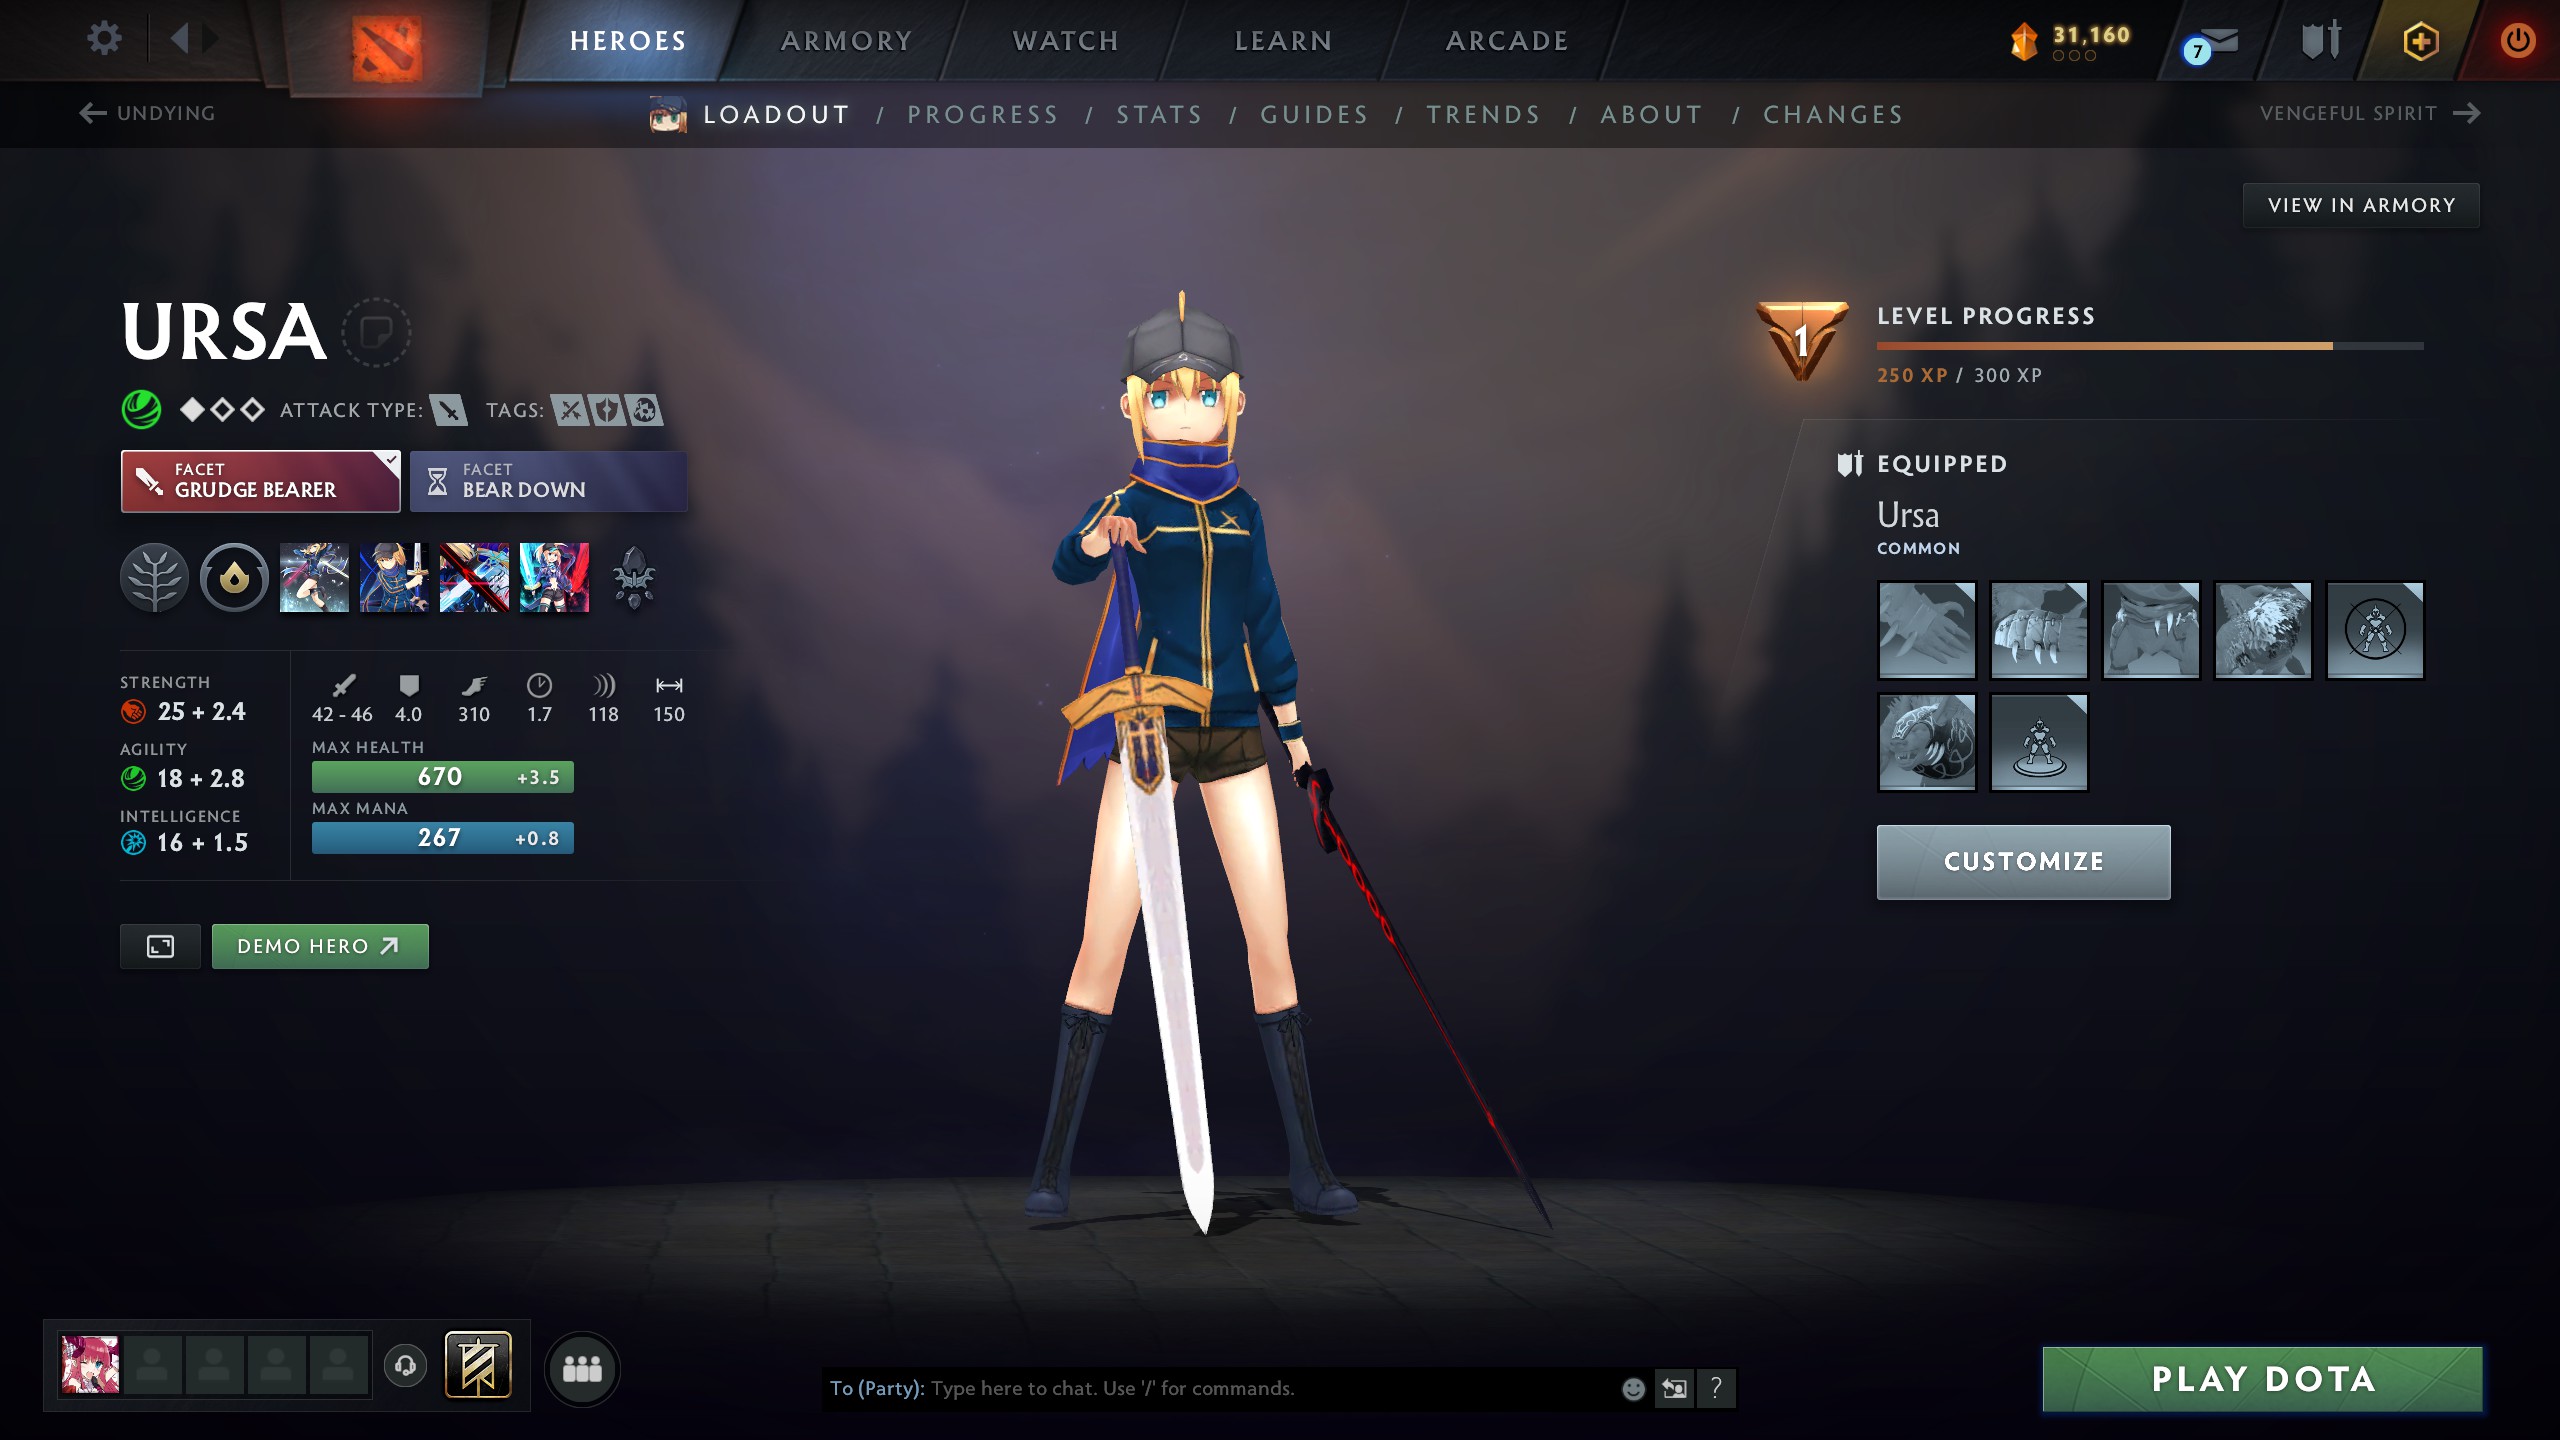 HEROES
ARMORY
WATCH
LEARN
ARCADE
31,160
7
UNDYING
LOADOUT / PROGRESS / STATS / GUIDES / TRENDS / ABOUT / CHANGES
VENGEFUL SPIRIT
VIEW IN ARMORY
URSA
ATTACK TYPE:
TAGS:
FACET
GRUDGE BEARER
FACET
BEAR DOWN
STRENGTH
25 + 2.4
AGILITY
18 + 2.8
INTELLIGENCE
16 + 1.5
42 - 46
4.0
310
1.7
118
150
MAX HEALTH
670 +3.5
MAX MANA
267 +0.8
DEMO HERO
1
LEVEL PROGRESS
250 XP / 300 XP
EQUIPPED
Ursa
COMMON
CUSTOMIZE
To (Party): Type here to chat. Use '/' for commands.
?
PLAY DOTA